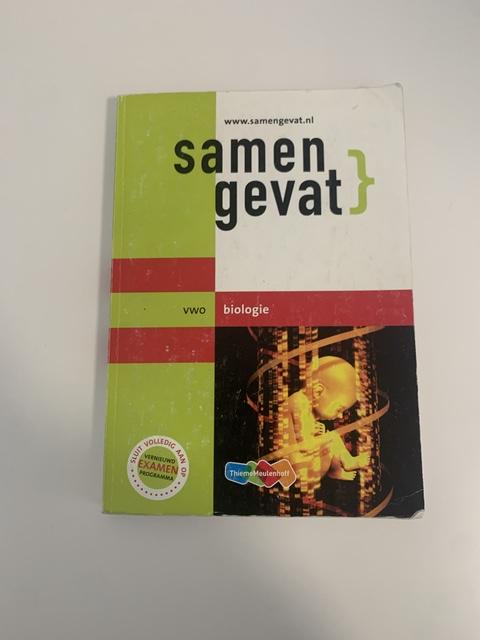 www.samengevat.nl
samen
gevat}
vwo biologie
SLUIT VOLLEDIG AAN OP
VERNIEUWD
EXAMEN
PROGRAMMA
ThiemeMeulenhoff